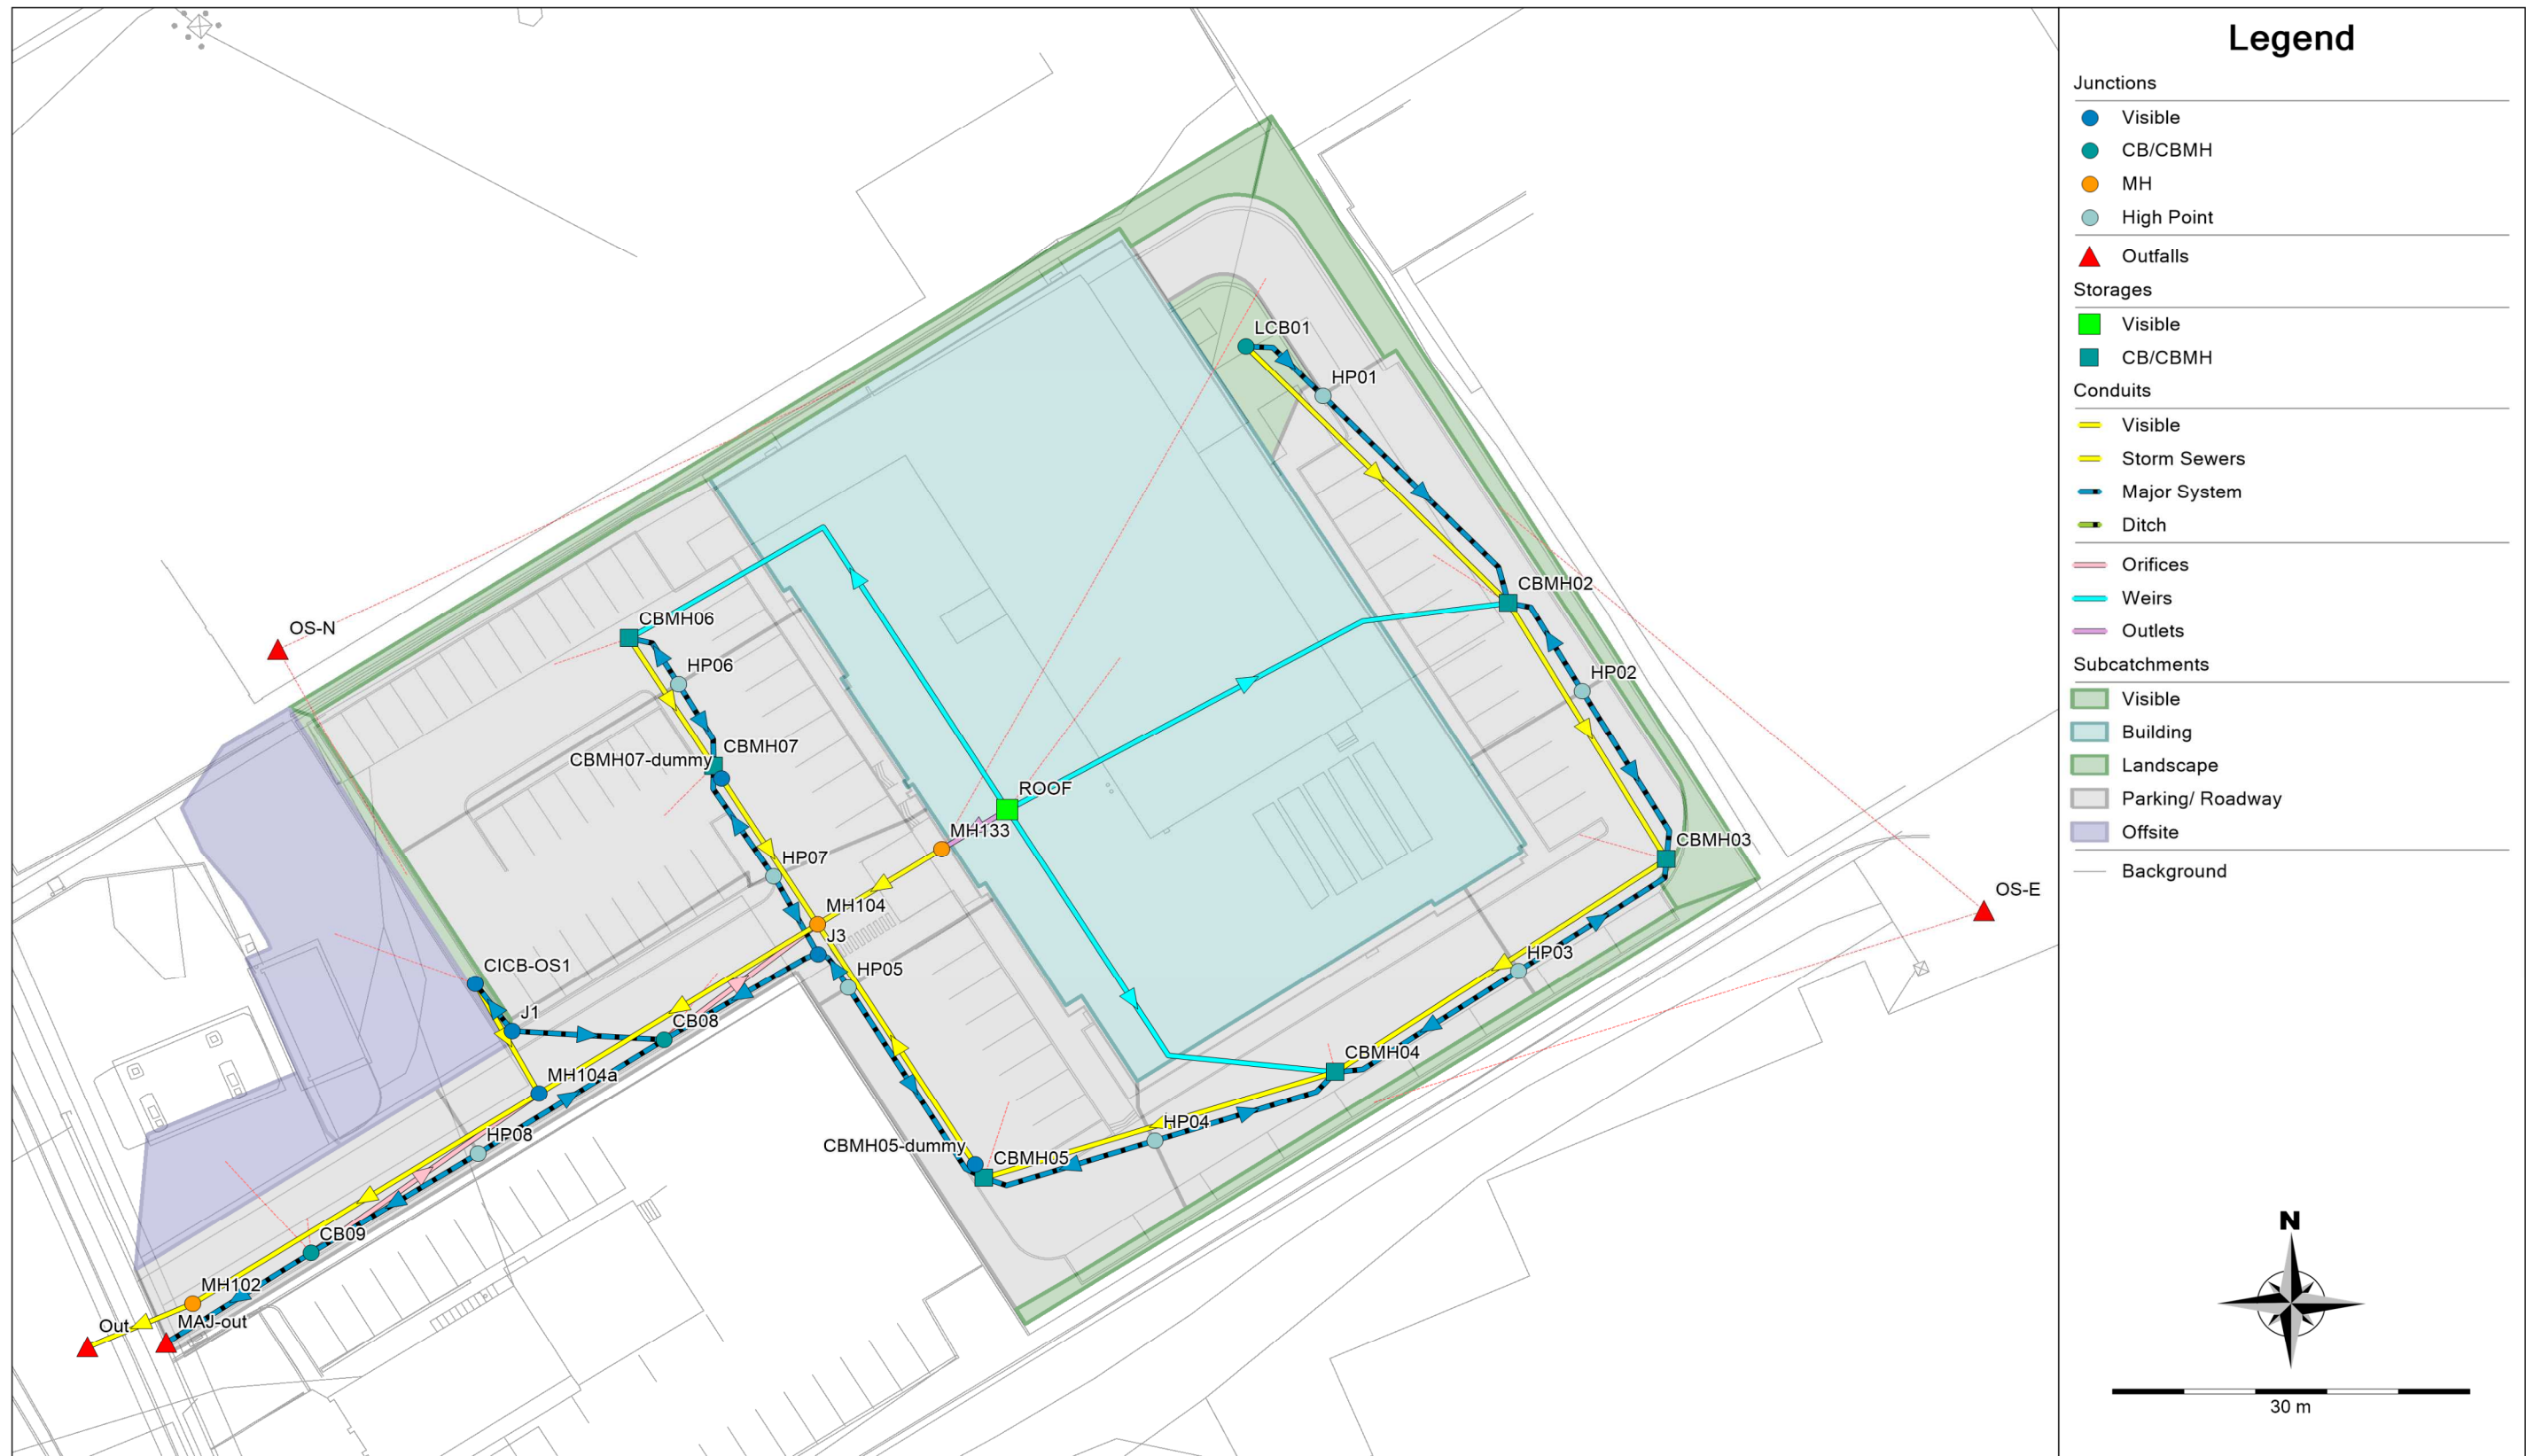 Legend
Junctions
Visible
CB/CBMH
MH
High Point
Outfalls
Storages
Visible
CB/CBMH
Conduits
Visible
Storm Sewers
Major System
Ditch
Orifices
Weirs
Outlets
Subcatchments
Visible
Building
Landscape
Parking/ Roadway
Offsite
Background
N
30 m
LCB01
HP01
CBMH02
CBMH06
OS-N
HP06
HP02
CBMH07
CBMH07-dummy
ROOF
MH133
CBMH03
HP07
OS-E
MH104
J3
HP03
CICB-OS1
HP05
J1
CB08
CBMH04
MH104a
HP04
HP08
CBMH05-dummy
CBMH05
CB09
MH102
Out
MAJ-out